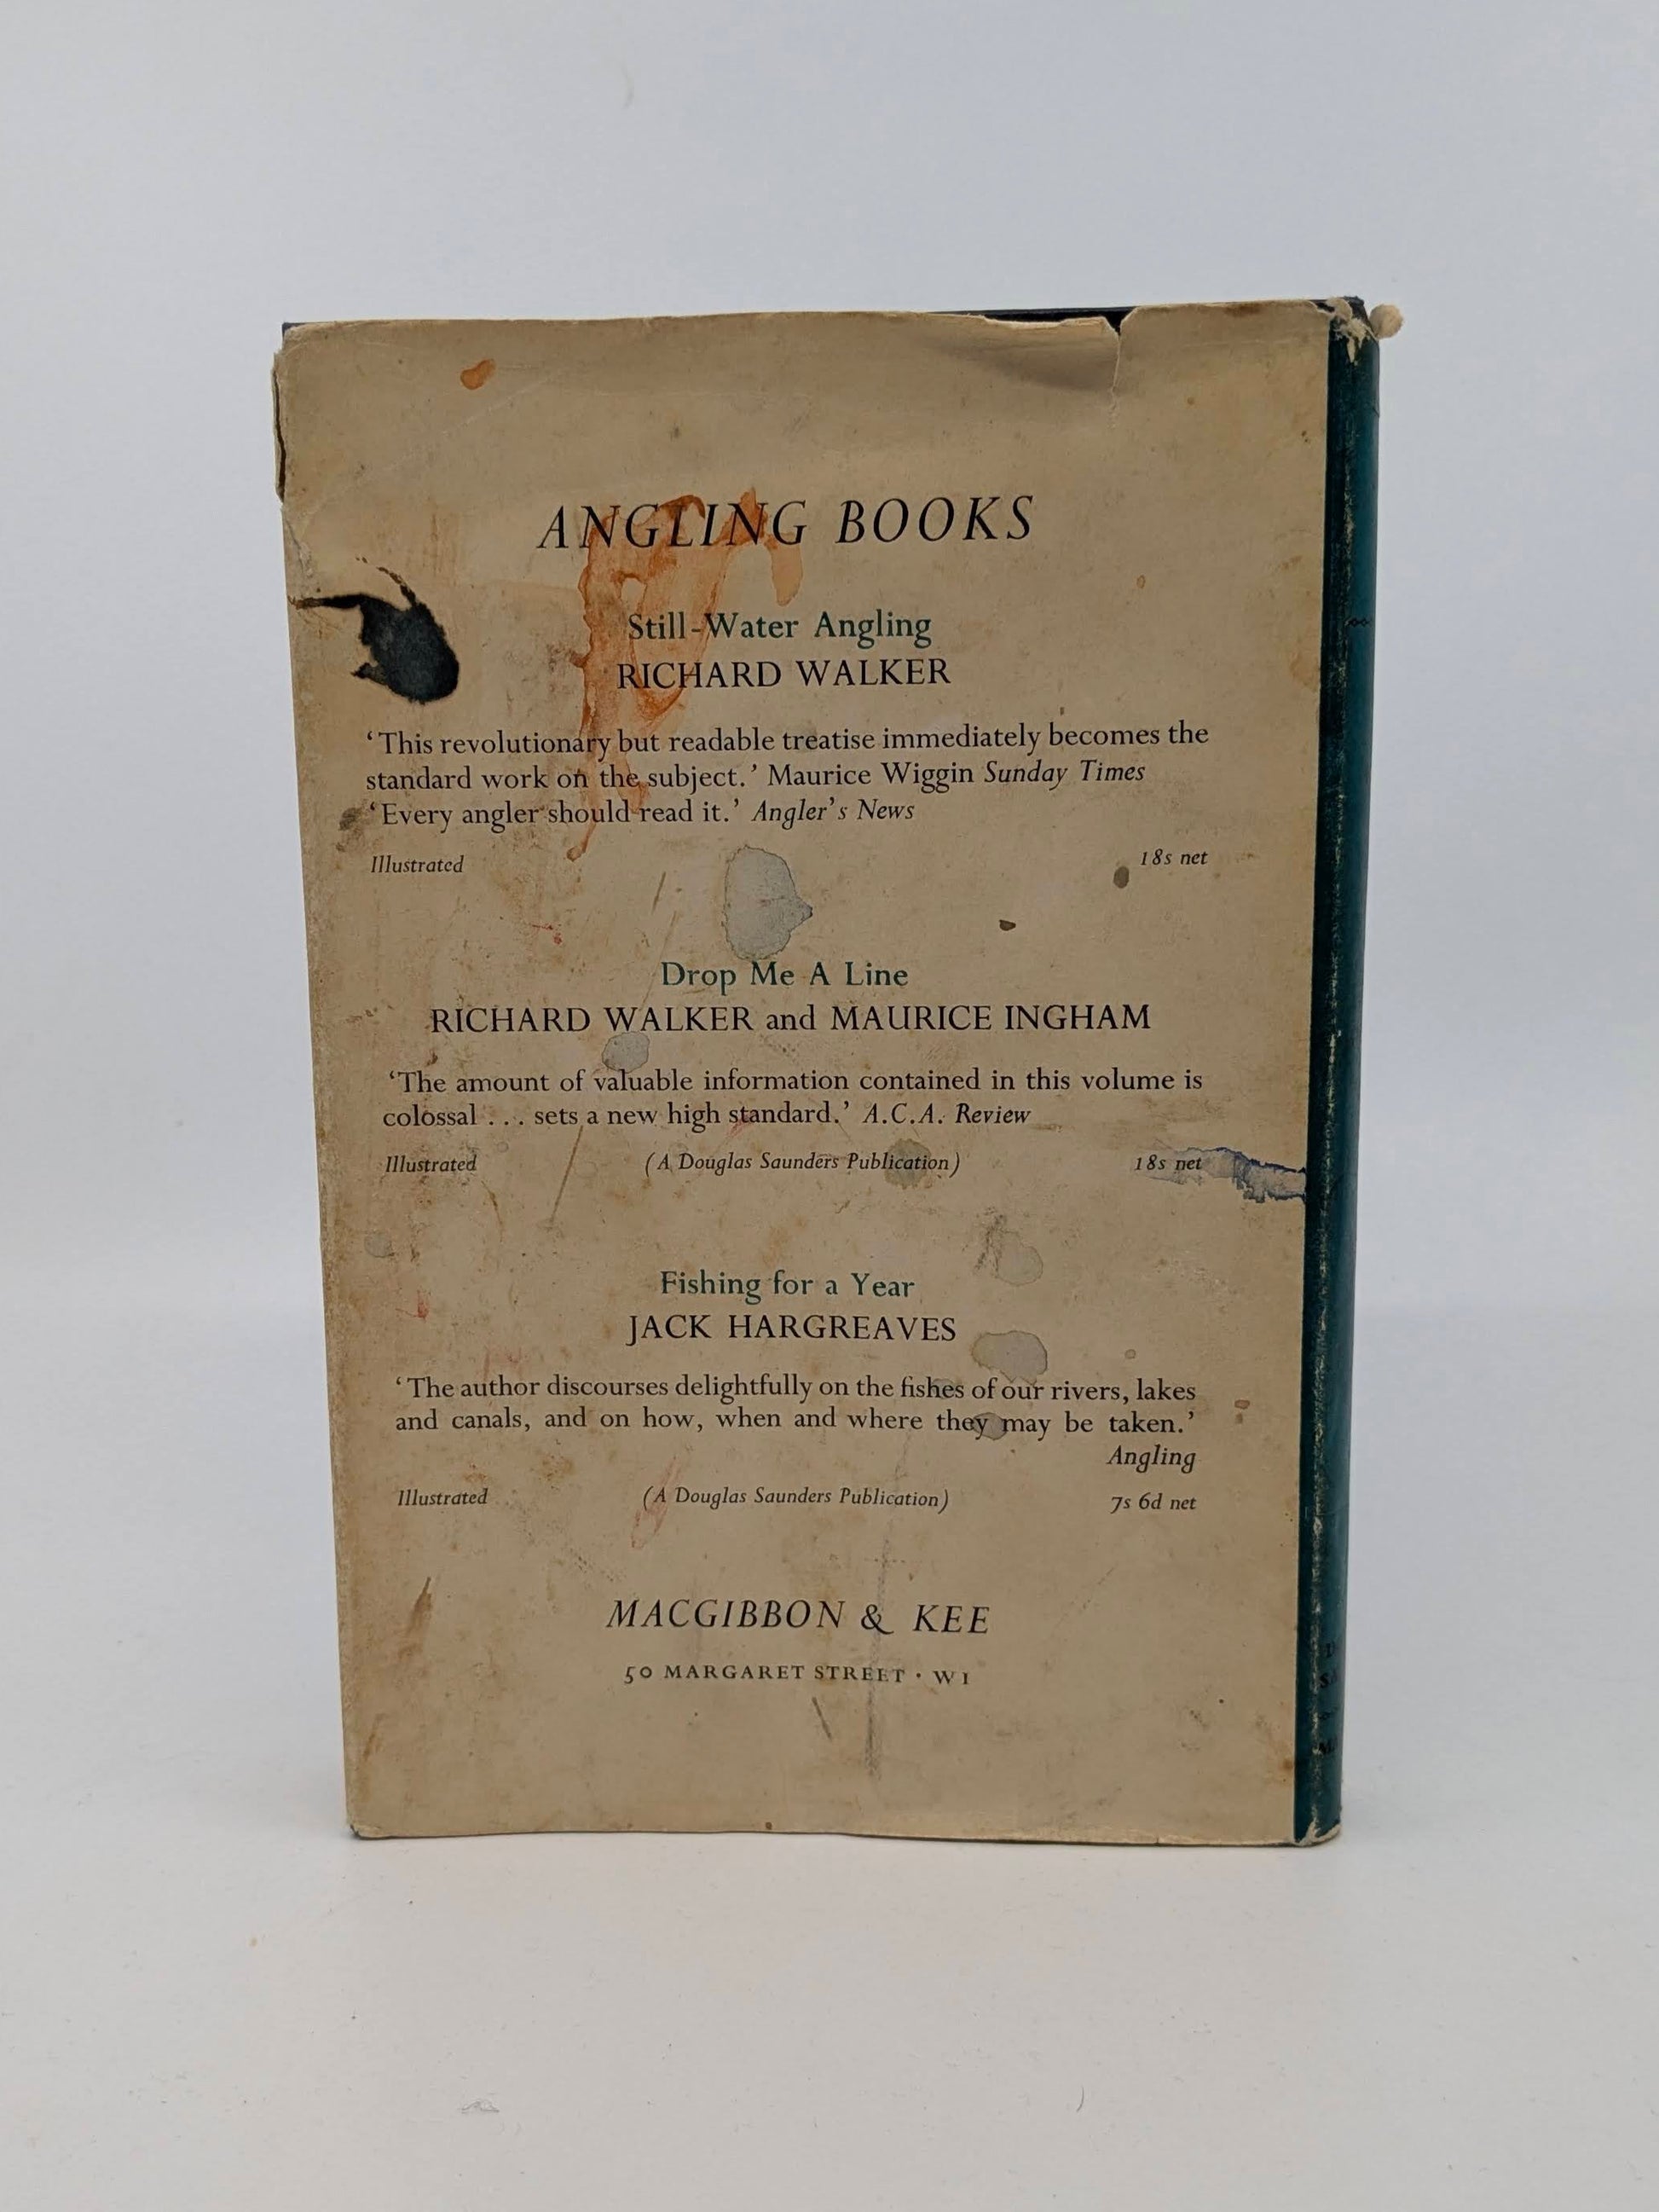 ANGLING BOOKS
Still-Water Angling
RICHARD WALKER
‘This revolutionary but readable treatise immediately becomes the
standard work on the subject.’ Maurice Wiggin Sunday Times
‘Every angler should read it.’ Angler’s News
Illustrated 18s net
Drop Me A Line
RICHARD WALKER and MAURICE INGHAM
‘The amount of valuable information contained in this volume is
colossal . . . sets a new high standard.’ A.C.A. Review
Illustrated (A Douglas Saunders Publication) 18s net
Fishing for a Year
JACK HARGREAVES
‘The author discourses delightfully on the fishes of our rivers, lakes
and canals, and on how, when and where they may be taken.’
Angling
Illustrated (A Douglas Saunders Publication) 7s 6d net
MACGIBBON & KEE
50 MARGARET STREET · W1